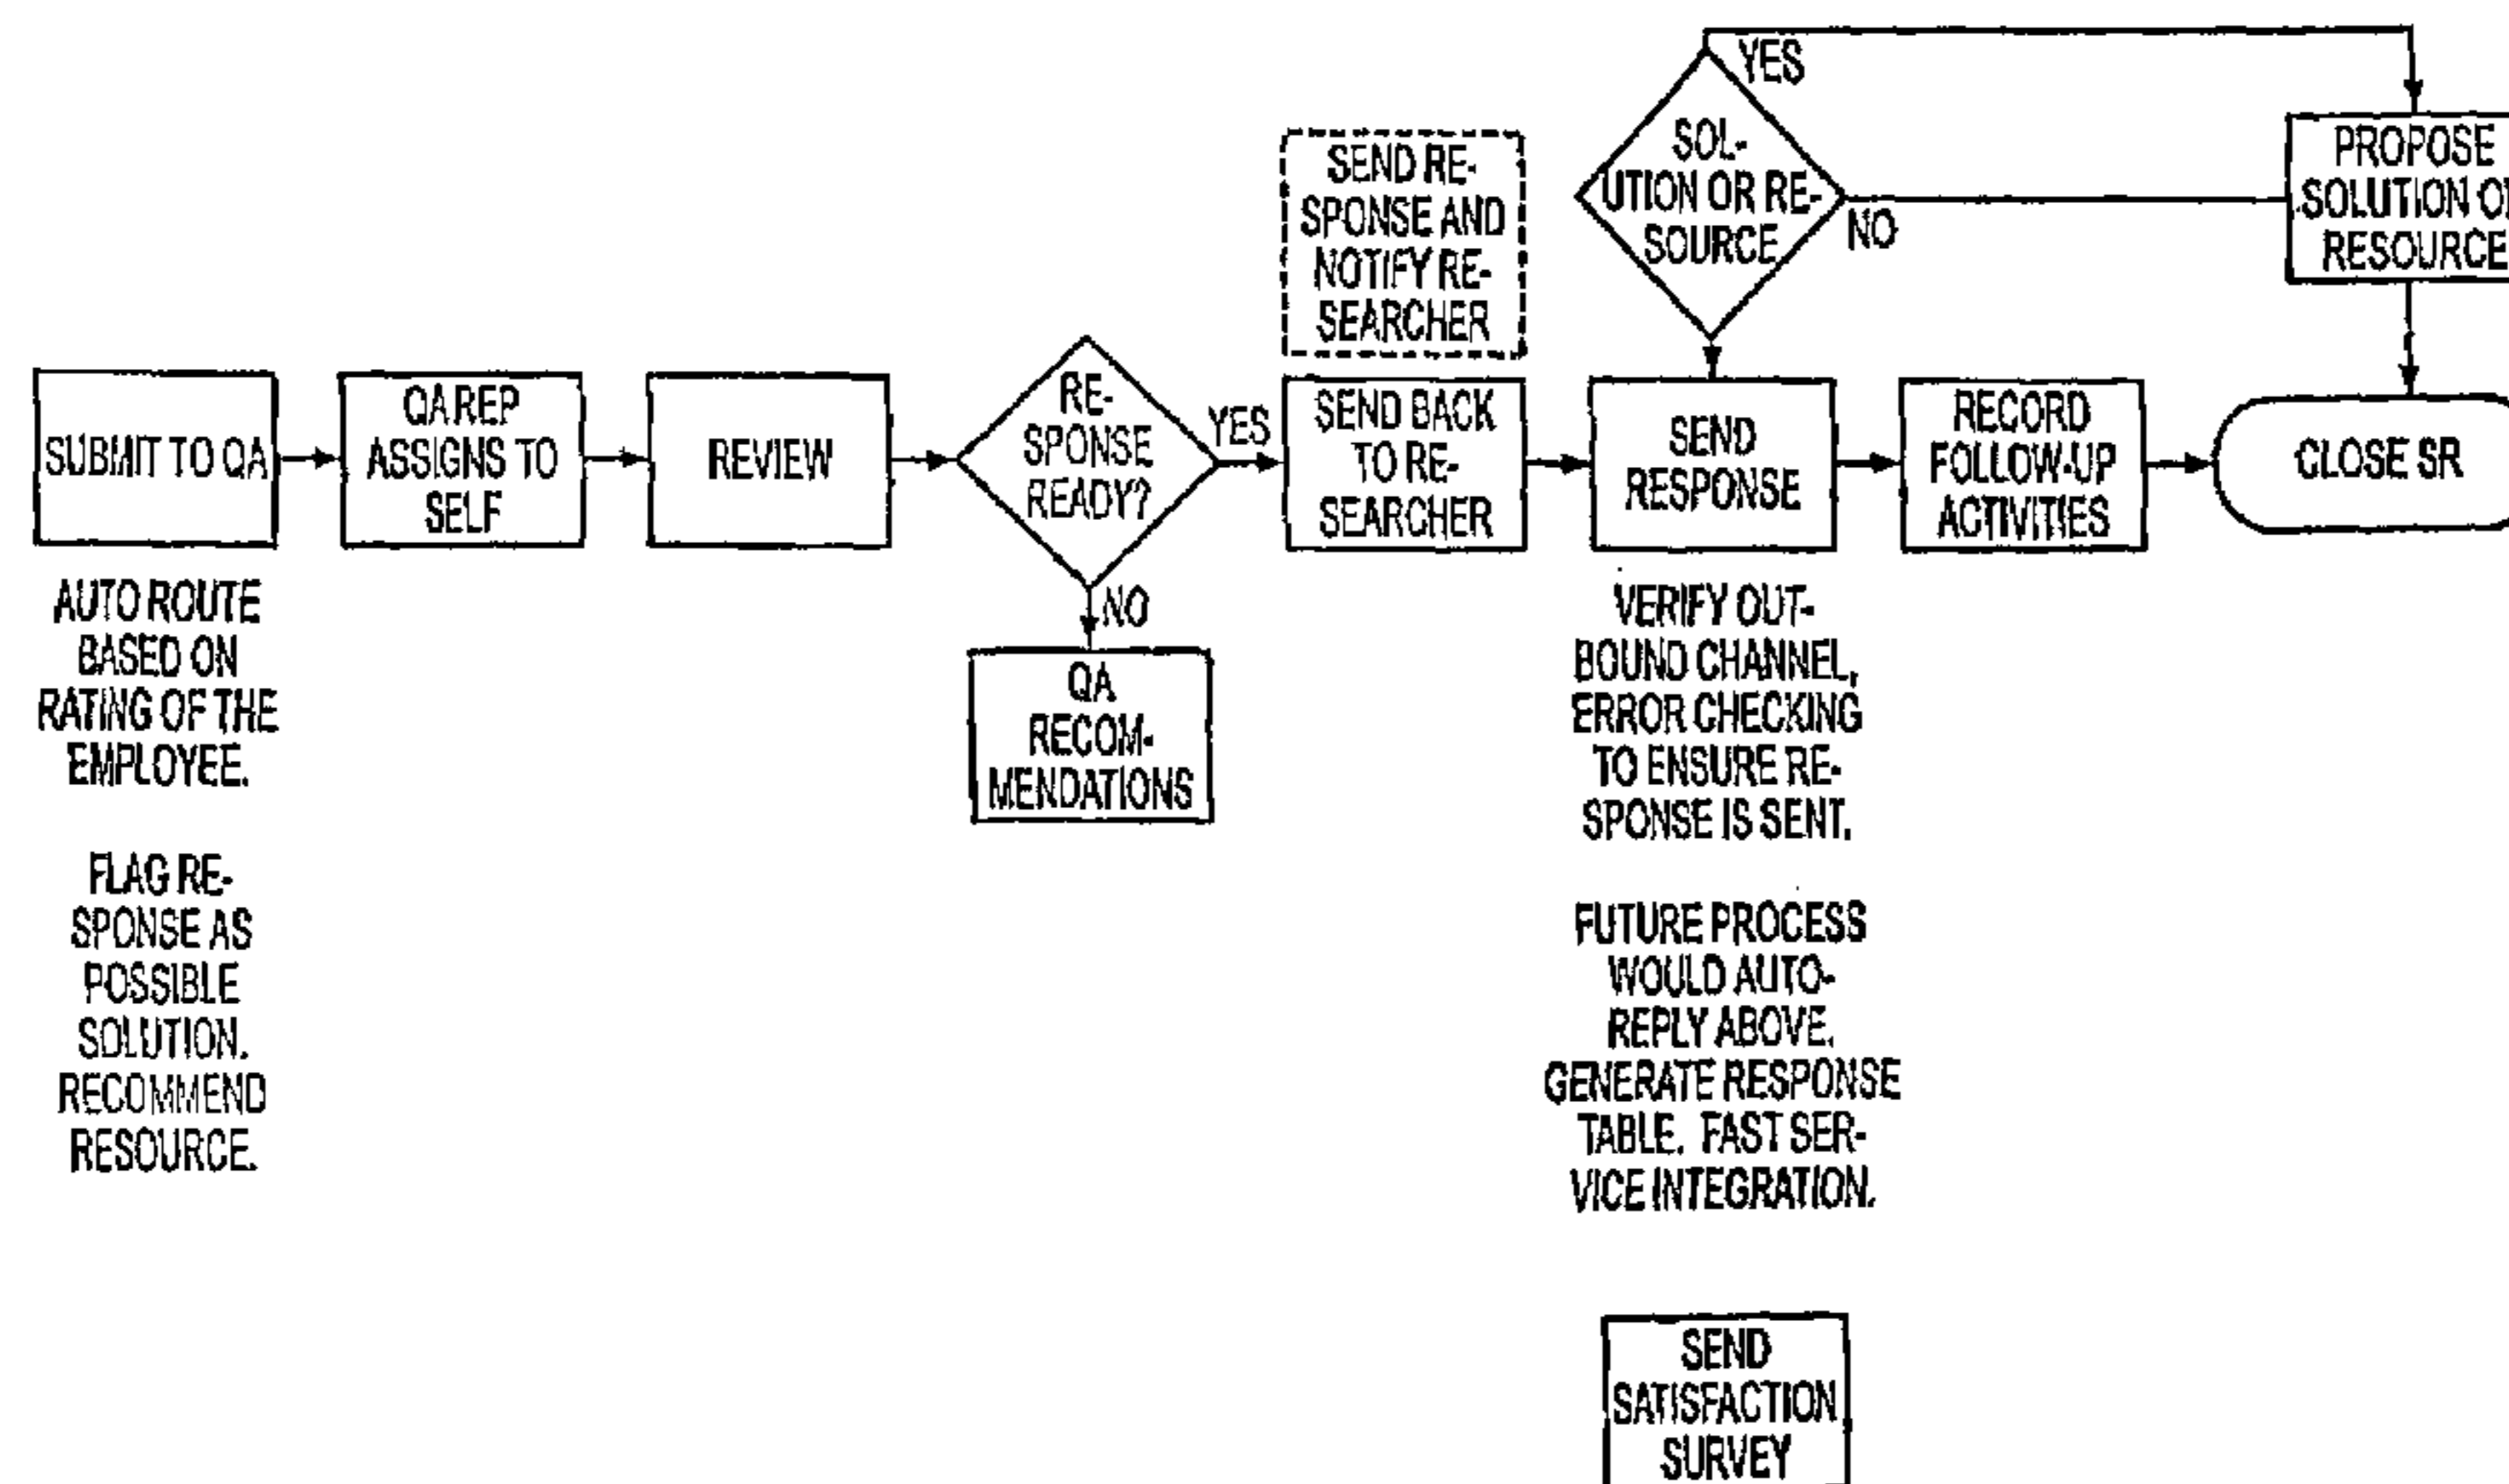 YES
SOL-
UTION OR RE-
SOURCE
NO
PROPOSE
SOLUTION
RESOURCE
SEND RE-
SPONSE AND
NOTIFY RE-
SEARCHER
SUBMIT TO QA
QA REP
ASSIGNS TO
SELF
REVIEW
RE-
SPONSE
READY?
YES
NO
SEND BACK
TO RE-
SEARCHER
SEND
RESPONSE
RECORD
FOLLOW-UP
ACTIVITIES
CLOSE SR
AUTO ROUTE
BASED ON
RATING OF THE
EMPLOYEE.
FLAG RE-
SPONSE AS
POSSIBLE
SOLUTION.
RECOMMEND
RESOURCE.
QA
RECOM-
MENDATIONS
VERIFY OUT-
BOUND CHANNEL,
ERROR CHECKING
TO ENSURE RE-
SPONSE IS SENT.
FUTURE PROCESS
WOULD AUTO-
REPLY ABOVE.
GENERATE RESPONSE
TABLE. FAST SER-
VICE INTEGRATION.
SEND
SATISFACTION
SURVEY